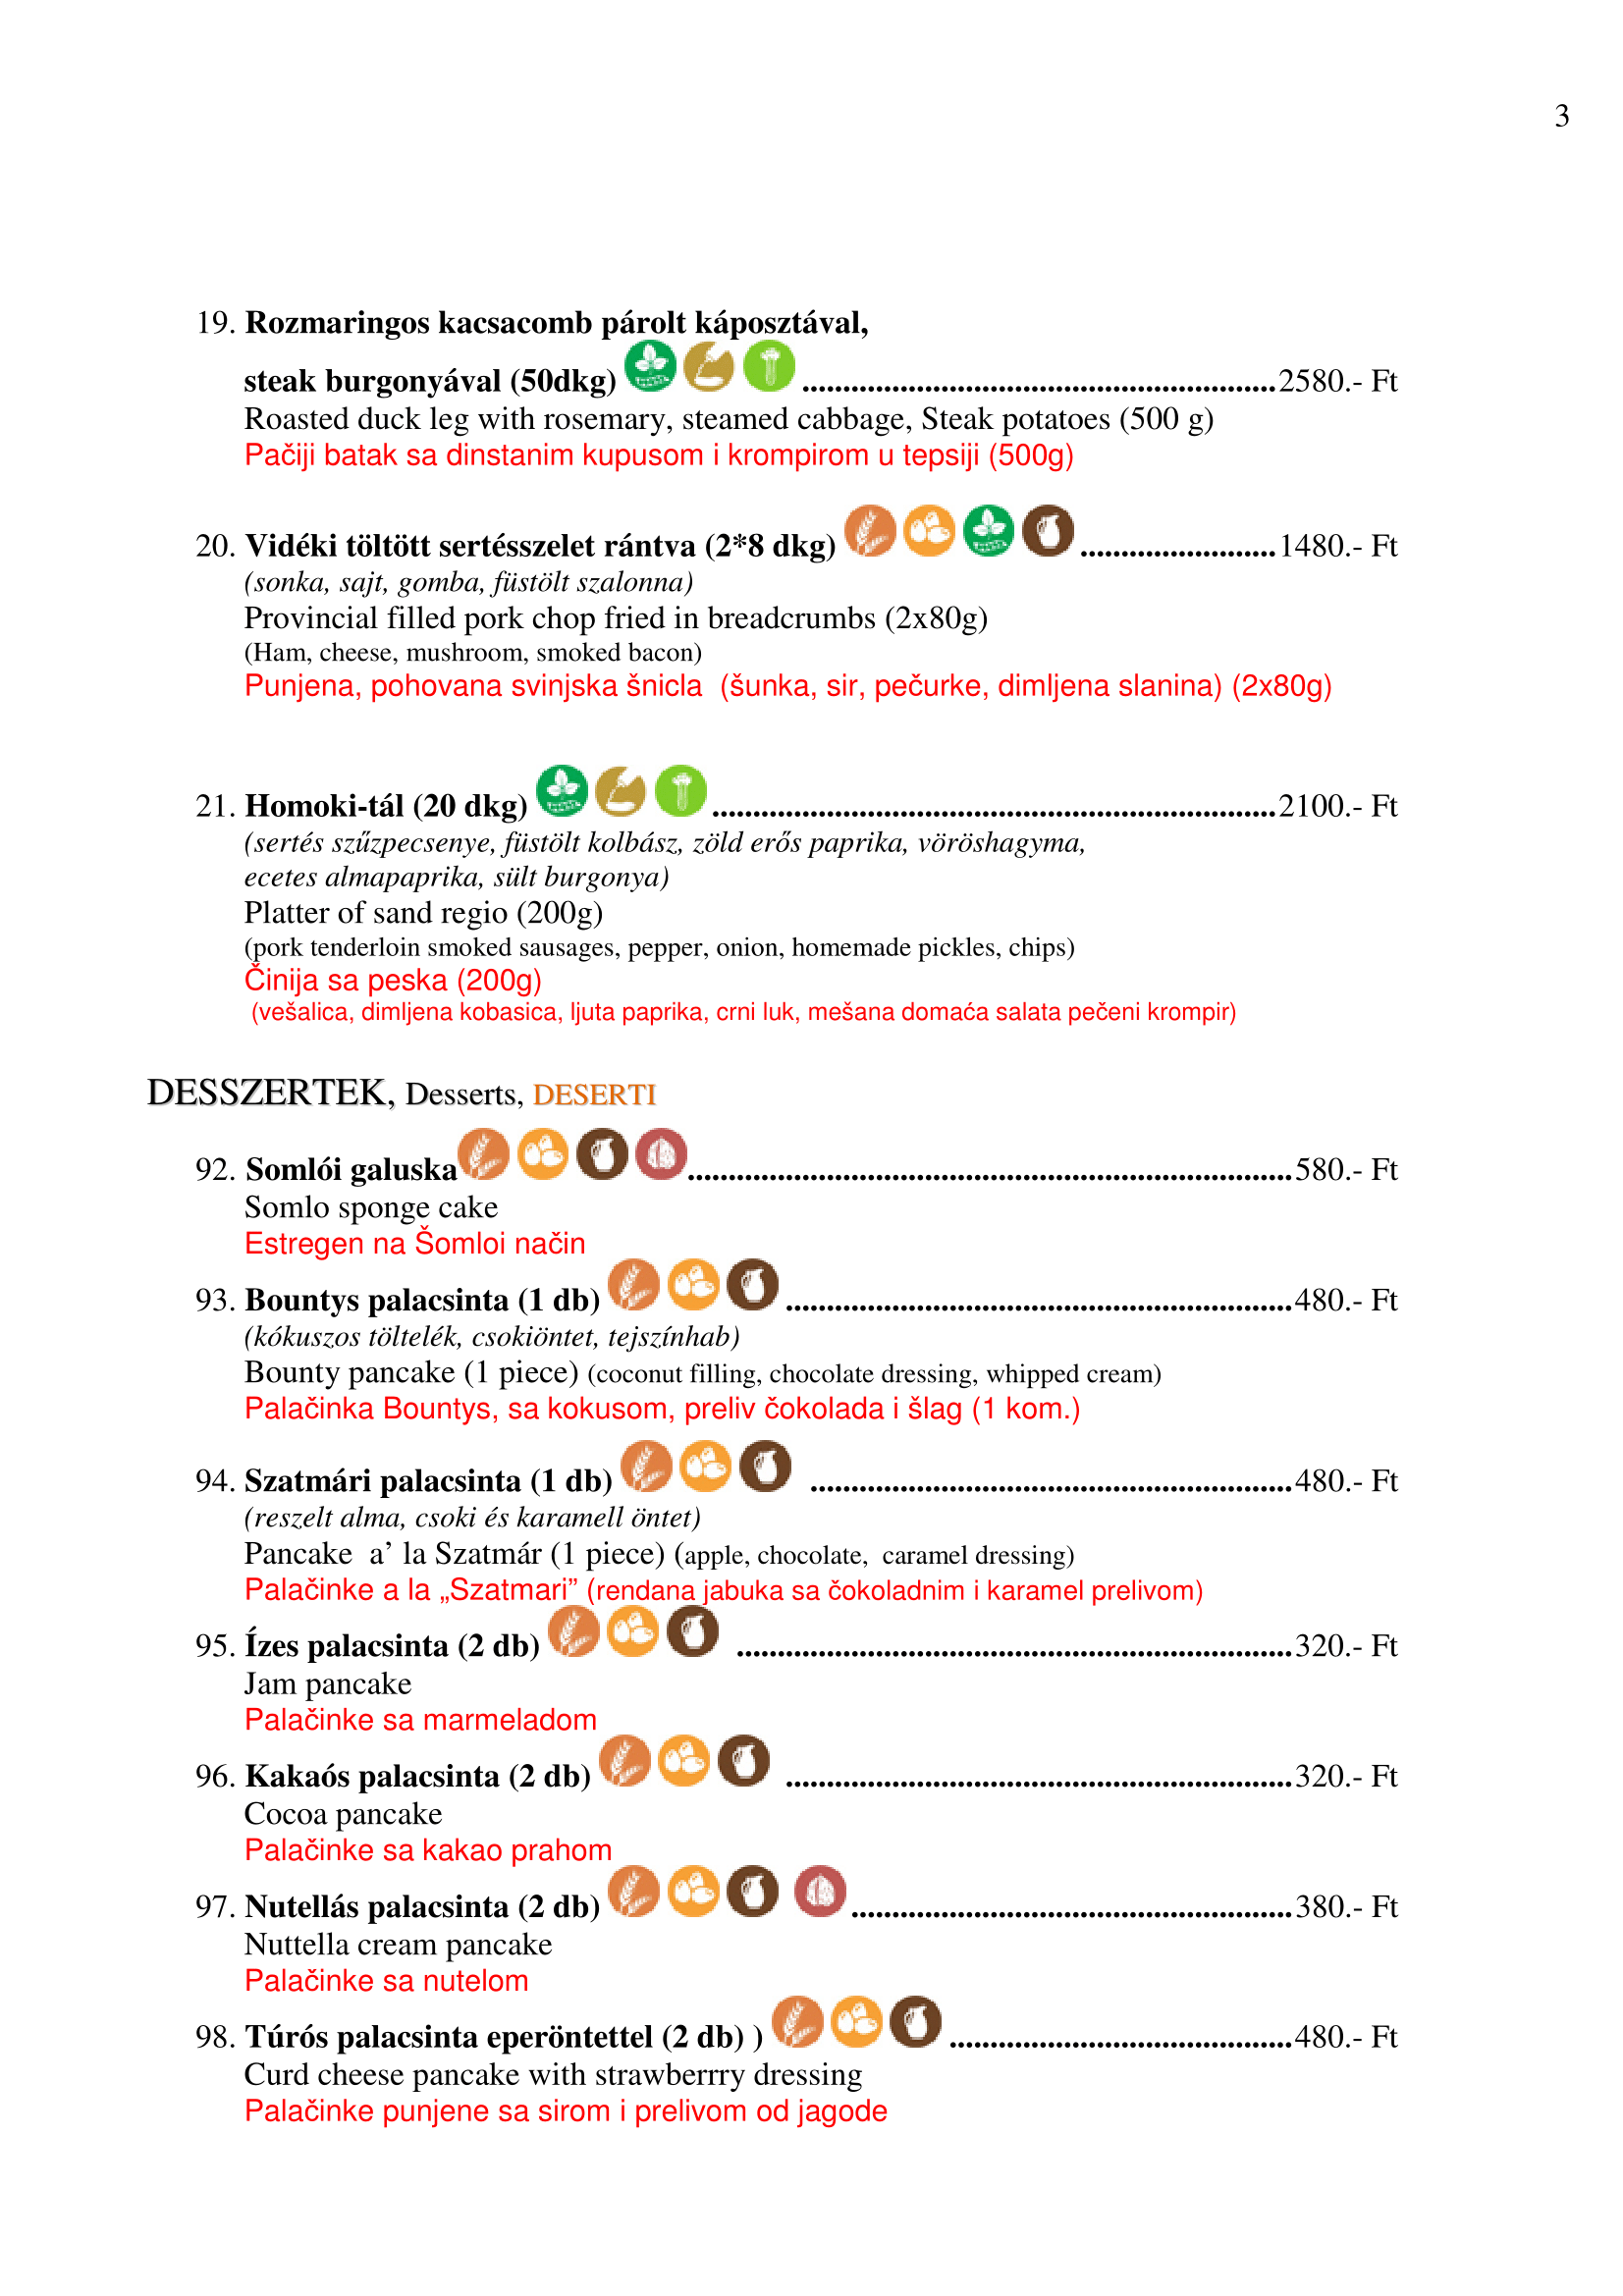 3
19. Rozmaringos kacsacomb párolt káposztával,
steak burgonyával (50dkg) ..........................................................2580.- Ft
Roasted duck leg with rosemary, steamed cabbage, Steak potatoes (500 g)
Pačiji batak sa dinstanim kupusom i krompirom u tepsiji (500g)
20. Vidéki töltött sertésszelet rántva (2*8 dkg) ........................1480.- Ft
(sonka, sajt, gomba, füstölt szalonna)
Provincial filled pork chop fried in breadcrumbs (2x80g)
(Ham, cheese, mushroom, smoked bacon)
Punjena, pohovana svinjska šnicla  (šunka, sir, pečurke, dimljena slanina) (2x80g)
21. Homoki-tál (20 dkg) .....................................................................2100.- Ft
(sertés szűzpecsenye, füstölt kolbász, zöld erős paprika, vöröshagyma,
ecetes almapaprika, sült burgonya)
Platter of sand regio (200g)
(pork tenderloin smoked sausages, pepper, onion, homemade pickles, chips)
Činija sa peska (200g)
(vešalica, dimljena kobasica, ljuta paprika, crni luk, mešana domaća salata pečeni krompir)
DESSZERTEK, Desserts, DESERTI
92. Somlói galuska..........................................................................580.- Ft
Somlo sponge cake
Estregen na Šomloi način
93. Bountys palacsinta (1 db) ..............................................................480.- Ft
(kókuszos töltelék, csokiöntet, tejszínhab)
Bounty pancake (1 piece) (coconut filling, chocolate dressing, whipped cream)
Palačinka Bountys, sa kokusom, preliv čokolada i šlag (1 kom.)
94. Szatmári palacsinta (1 db) ...........................................................480.- Ft
(reszelt alma, csoki és karamell öntet)
Pancake  a’ la Szatmár (1 piece) (apple, chocolate,  caramel dressing)
Palačinke a la „Szatmari” (rendana jabuka sa čokoladnim i karamel prelivom)
95. Ízes palacsinta (2 db) ....................................................................320.- Ft
Jam pancake
Palačinke sa marmeladom
96. Kakaós palacsinta (2 db) ..............................................................320.- Ft
Cocoa pancake
Palačinke sa kakao prahom
97. Nutellás palacsinta (2 db) ......................................................380.- Ft
Nuttella cream pancake
Palačinke sa nutelom
98. Túrós palacsinta eperöntettel (2 db) ) ..........................................480.- Ft
Curd cheese pancake with strawberrry dressing
Palačinke punjene sa sirom i prelivom od jagode